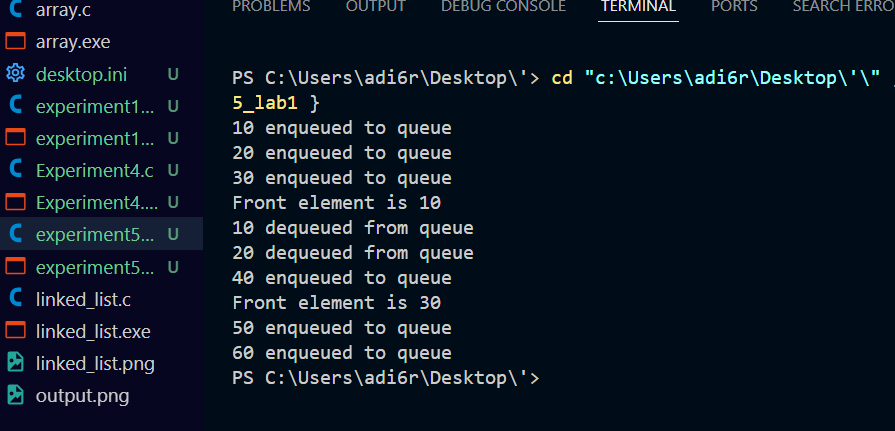 array.c
array.exe
desktop.ini U
experiment1... U
experiment1... U
Experiment4.c U
Experiment4.... U
experiment5... U
experiment5... U
linked_list.c
linked_list.exe
linked_list.png
output.png
PROBLEMS OUTPUT DEBUG CONSOLE TERMINAL PORTS SEARCH ERRO
PS C:\Users\adi6r\Desktop\'> cd "c:\Users\adi6r\Desktop\'\"
5_lab1 }
10 enqueued to queue
20 enqueued to queue
30 enqueued to queue
Front element is 10
10 dequeued from queue
20 dequeued from queue
40 enqueued to queue
Front element is 30
50 enqueued to queue
60 enqueued to queue
PS C:\Users\adi6r\Desktop\'>